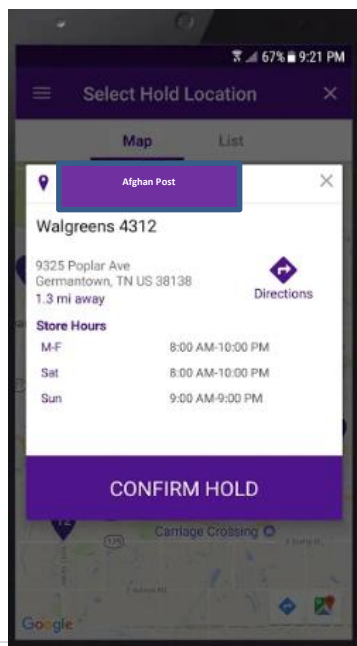 67% 9:21 PM
Select Hold Location
Map List
Afghan Post
Walgreens 4312
9325 Poplar Ave
Germantown, TN US 38138
1.3 mi away
Directions
Store Hours
M-F 8:00 AM-10:00 PM
Sat 8:00 AM-10:00 PM
Sun 9:00 AM-9:00 PM
CONFIRM HOLD
12
Carriage Crossing
Google